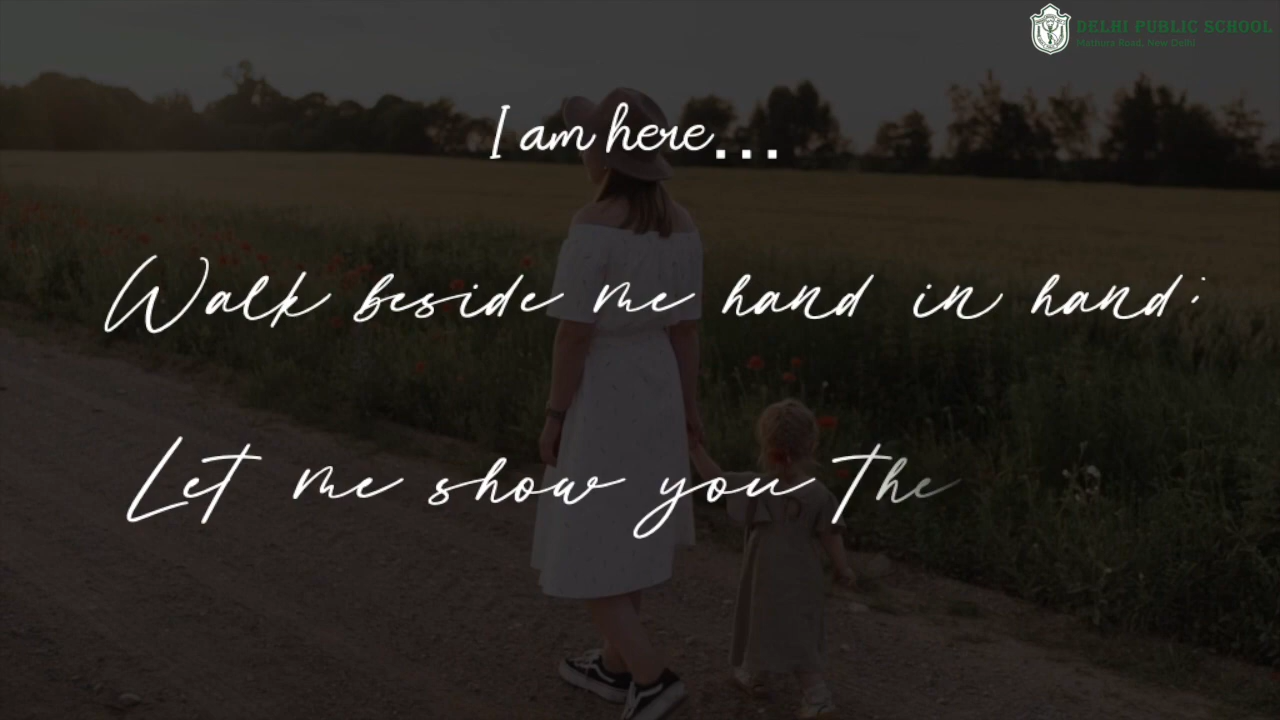 DELHI PUBLIC SCHOOL
Mathura Road, New Delhi
I am here...
Walk beside me hand in hand;
Let me show you the